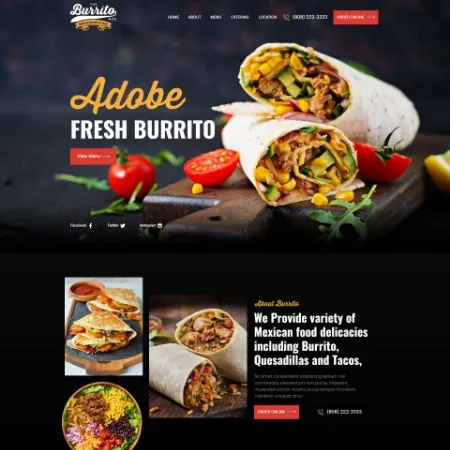 THE
Burrito
HOME ABOUT MENU CATERING LOCATION (808) 222-3333 ORDER ONLINE
Adobe
FRESH BURRITO
View Menu
Facebook Twitter Instagram
About Burrito
We Provide variety of
Mexican food delicacies
including Burrito,
Quesadillas and Tacos,
ORDER ONLINE (808) 222-3333